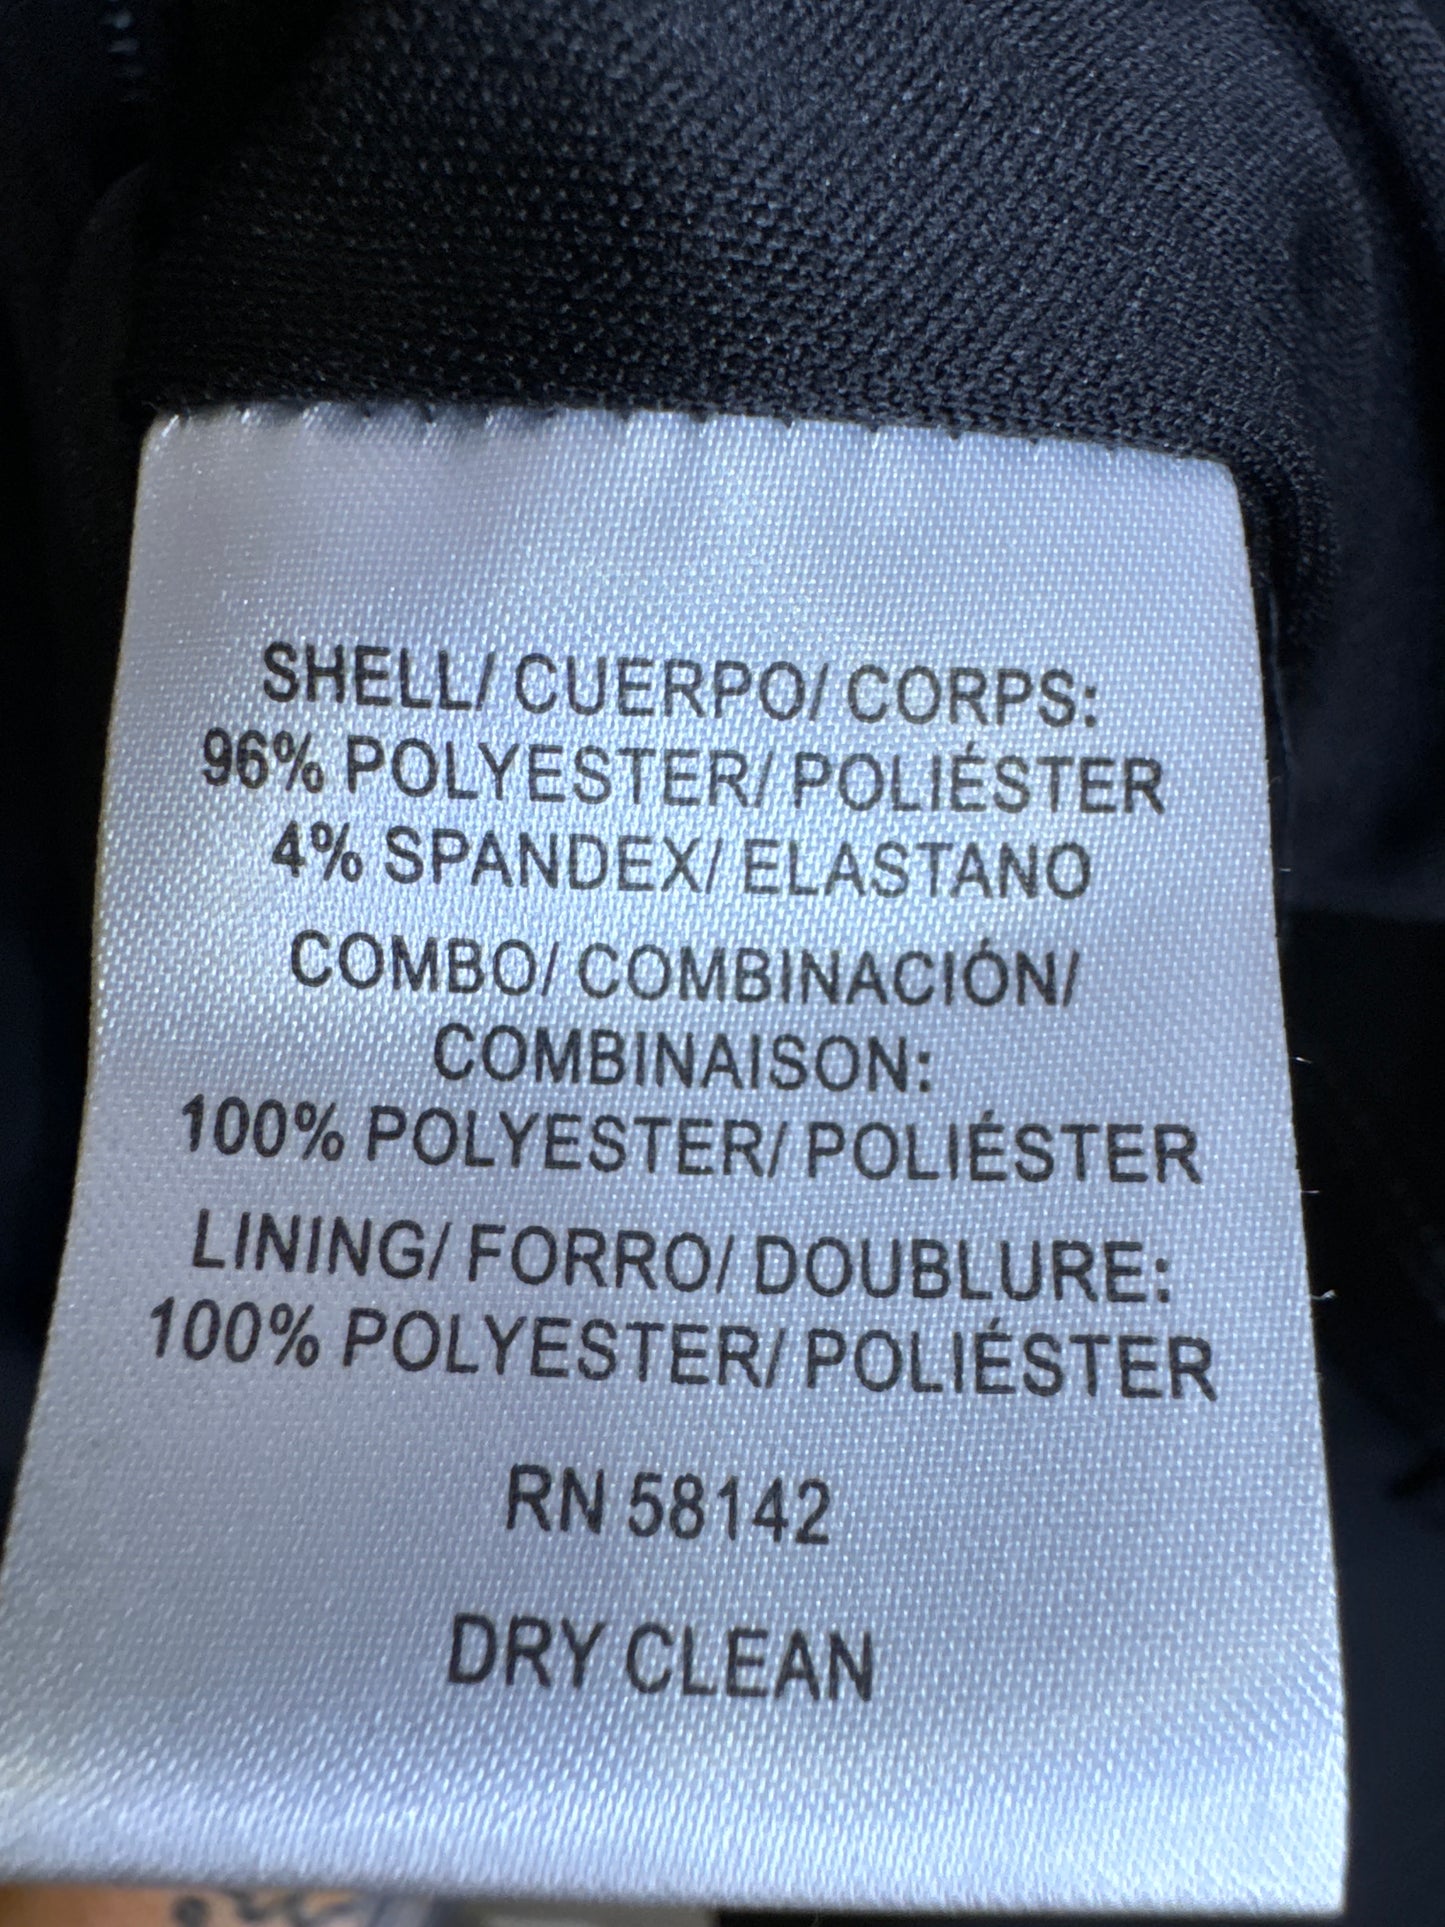 SHELL/ CUERPO/ CORPS:
96% POLYESTER/ POLIÉSTER
4% SPANDEX/ ELASTANO
COMBO/ COMBINACIÓN/
COMBINAISON:
100% POLYESTER/ POLIÉSTER
LINING/ FORRO/ DOUBLURE:
100% POLYESTER/ POLIÉSTER
RN 58142
DRY CLEAN